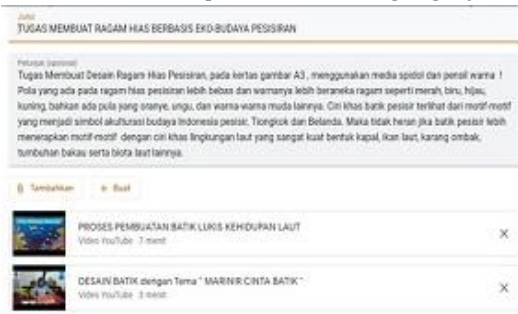 Judul
TUGAS MEMBUAT RAGAM HIAS BERBASIS EKO-BUDAYA PESISIRAN
Petunjuk (opsional)
Tugas Membuat Desain Ragam Hias Pesisiran, pada kertas gambar A3 , menggunakan media spidol dan pensil warna !
Pola yang ada pada ragam hias pesisiran lebih bebas dan warnanya lebih beraneka ragam seperti merah, biru, hijau,
kuning, bahkan ada pula yang oranye, ungu, dan warna-warna muda lainnya. Ciri khas batik pesisir terlihat dari motif-motif
yang menjadi simbol akulturasi budaya Indonesia pesisir, Tiongkok dan Belanda. Maka tidak heran jika batik pesisir lebih
menerapkan motif-motif dengan ciri khas lingkungan laut yang sangat kuat bentuk kapal, ikan laut, karang ombak,
tumbuhan bakau serta biota laut lainnya.
Tambahkan + Buat
PROSES PEMBUATAN BATIK LUKIS KEHIDUPAN LAUT
Video YouTube 7 menit
DESAIN BATIK dengan Tema " MARINIR CINTA BATIK "
Video YouTube 3 menit